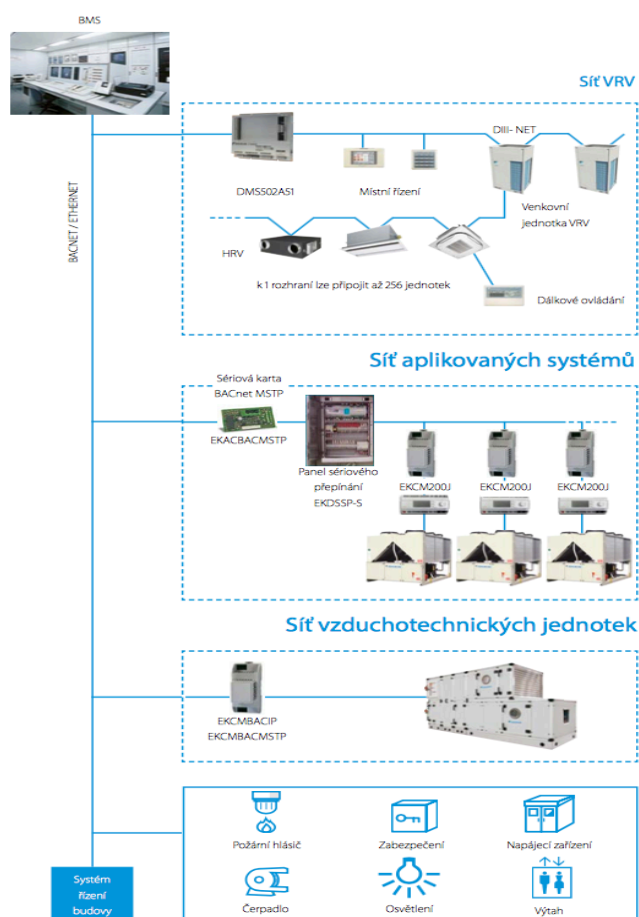 BMS
Síť VRV
BACNET / ETHERNET
DIII- NET
DMS502A51
Místní řízení
Venkovní
jednotka VRV
HRV
k 1 rozhraní lze připojit až 256 jednotek
Dálkové ovládání
Síť aplikovaných systémů
Sériová karta
BACnet MSTP
EKACBACMSTP
Panel sériového
přepínání
EKDSSP-S
EKCM200J
EKCM200J
EKCM200J
Síť vzduchotechnických jednotek
EKCMBACIP
EKCMBACMSTP
Požární hlásič
Zabezpečení
Napájecí zařízení
Systém
řízení
budovy
Čerpadlo
Osvětlení
Výtah